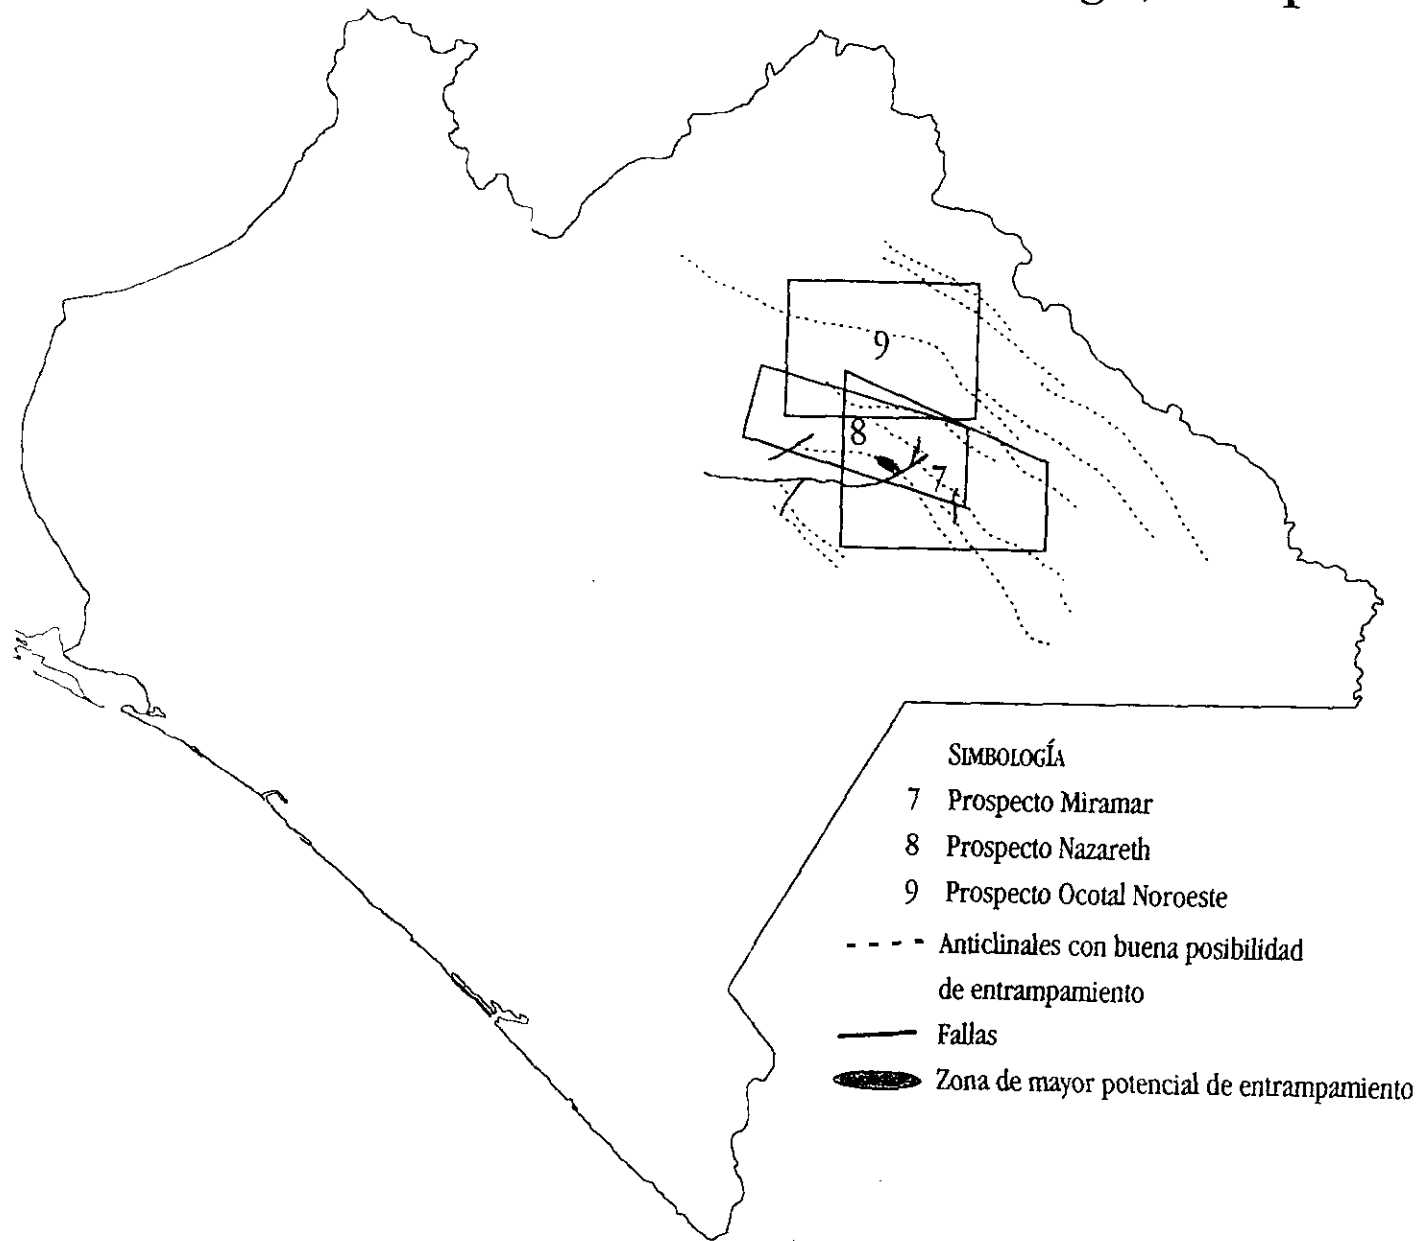 9
8
7
SIMBOLOGÍA
7 Prospecto Miramar
8 Prospecto Nazareth
9 Prospecto Ocotal Noroeste
Anticlinales con buena posibilidad
de entrampamiento
Fallas
Zona de mayor potencial de entrampamiento